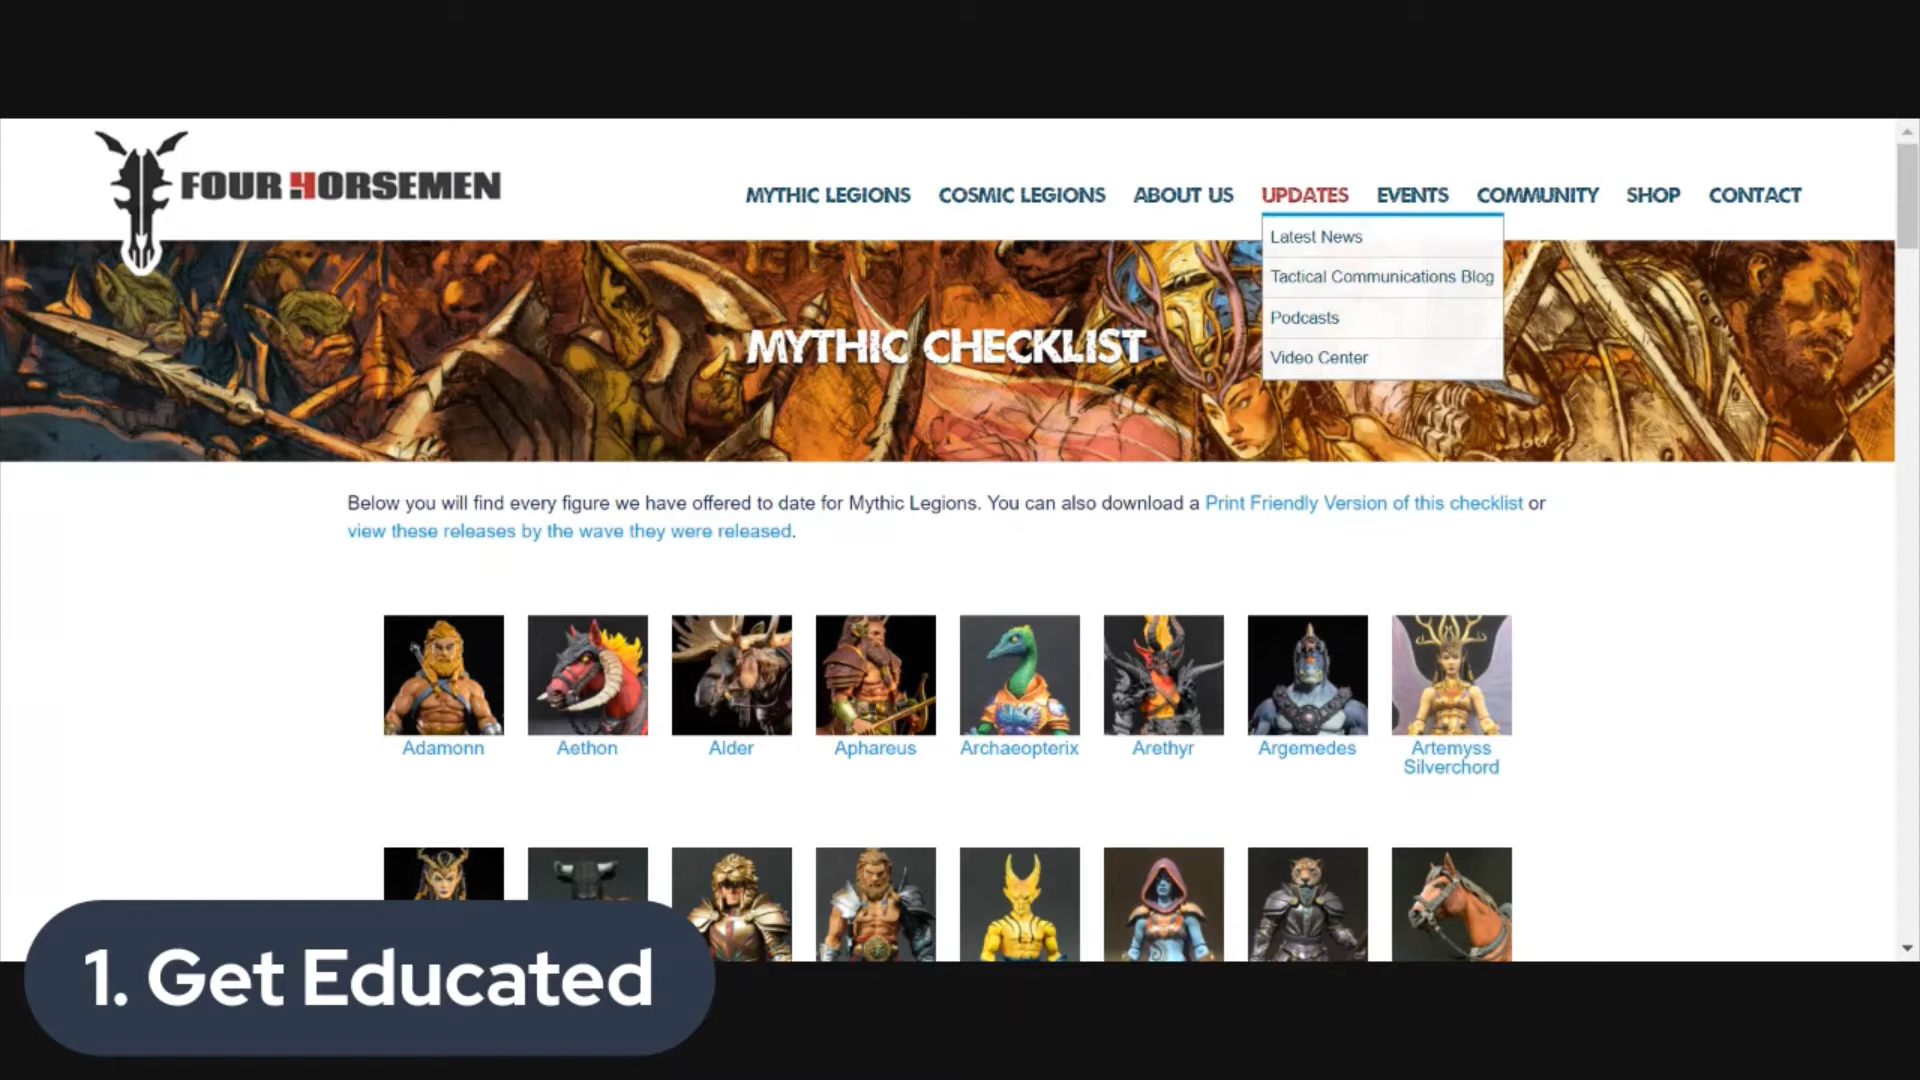 FOUR HORSEMEN
MYTHIC LEGIONS COSMIC LEGIONS ABOUT US UPDATES EVENTS COMMUNITY SHOP CONTACT
Latest News
Tactical Communications Blog
Podcasts
Video Center
MYTHIC CHECKLIST
Below you will find every figure we have offered to date for Mythic Legions. You can also download a Print Friendly Version of this checklist or
view these releases by the wave they were released.
Adamonn Aethon Alder Aphareus Archaeopterix Arethyr Argemedes Artemyss
Silverchord
1. Get Educated